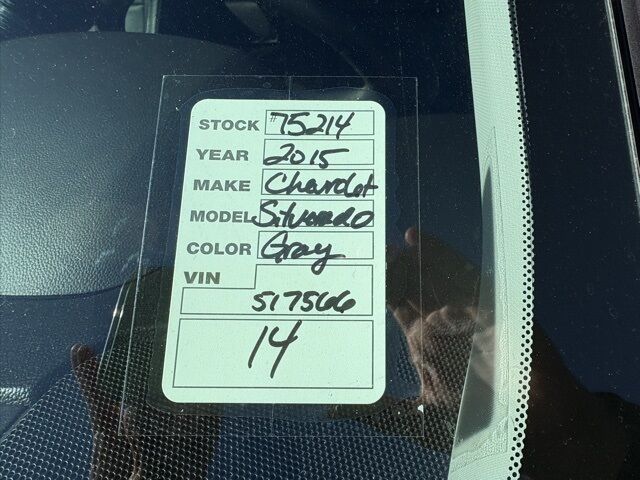 STOCK #75214
YEAR 2015
MAKE Chevrolet
MODEL Silverado
COLOR Gray
VIN
517566
14